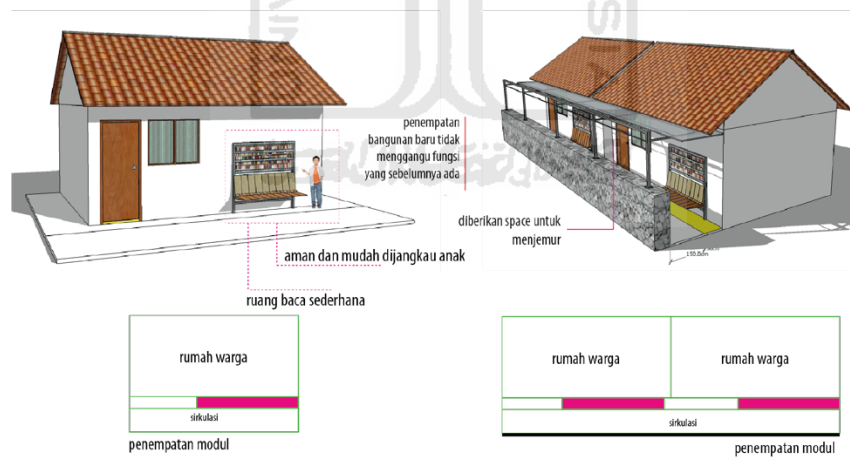 penempatan
bangunan baru tidak
menggangu fungsi
yang sebelumnya ada
diberikan space untuk
menjemur
aman dan mudah dijangkau anak
ruang baca sederhana
rumah warga
sirkulasi
penempatan modul
rumah warga
rumah warga
sirkulasi
penempatan modul